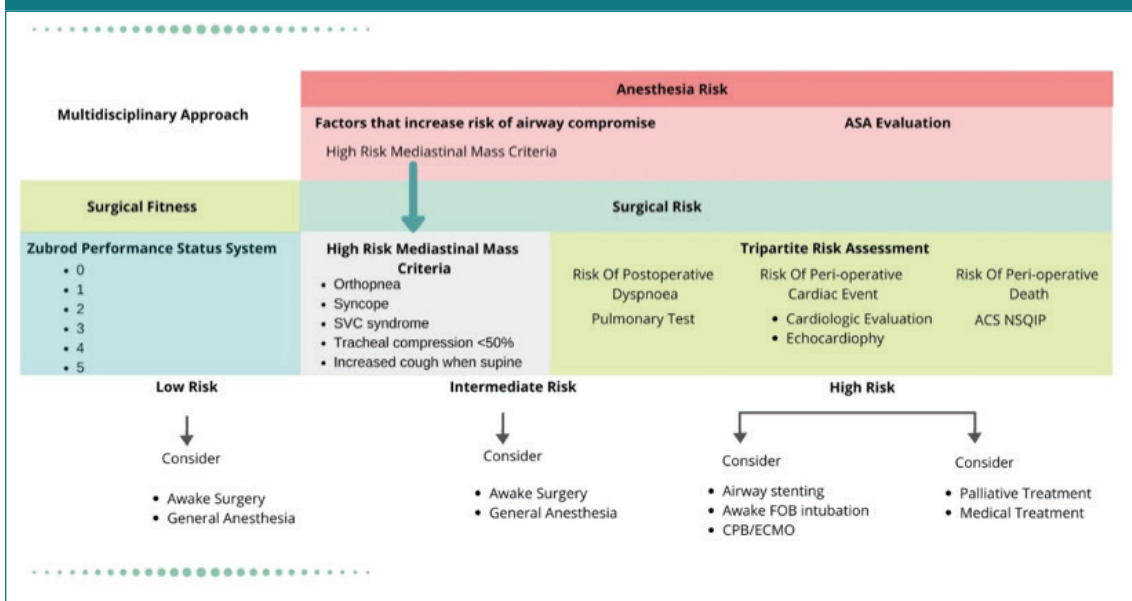 Multidisciplinary Approach
Anesthesia Risk
Factors that increase risk of airway compromise
ASA Evaluation
High Risk Mediastinal Mass Criteria
Surgical Fitness
Surgical Risk
Zubrod Performance Status System
• 0
• 1
• 2
• 3
• 4
• 5
High Risk Mediastinal Mass
Criteria
• Orthopnea
• Syncope
• SVC syndrome
• Tracheal compression <50%
• Increased cough when supine
Tripartite Risk Assessment
Risk Of Postoperative
Dyspnoea
Pulmonary Test
Risk Of Peri-operative
Cardiac Event
• Cardiologic Evaluation
• Echocardiophy
Risk Of Peri-operative
Death
ACS NSQIP
Low Risk
Consider
• Awake Surgery
• General Anesthesia
Intermediate Risk
Consider
• Awake Surgery
• General Anesthesia
High Risk
Consider
• Airway stenting
• Awake FOB intubation
• CPB/ECMO
Consider
• Palliative Treatment
• Medical Treatment